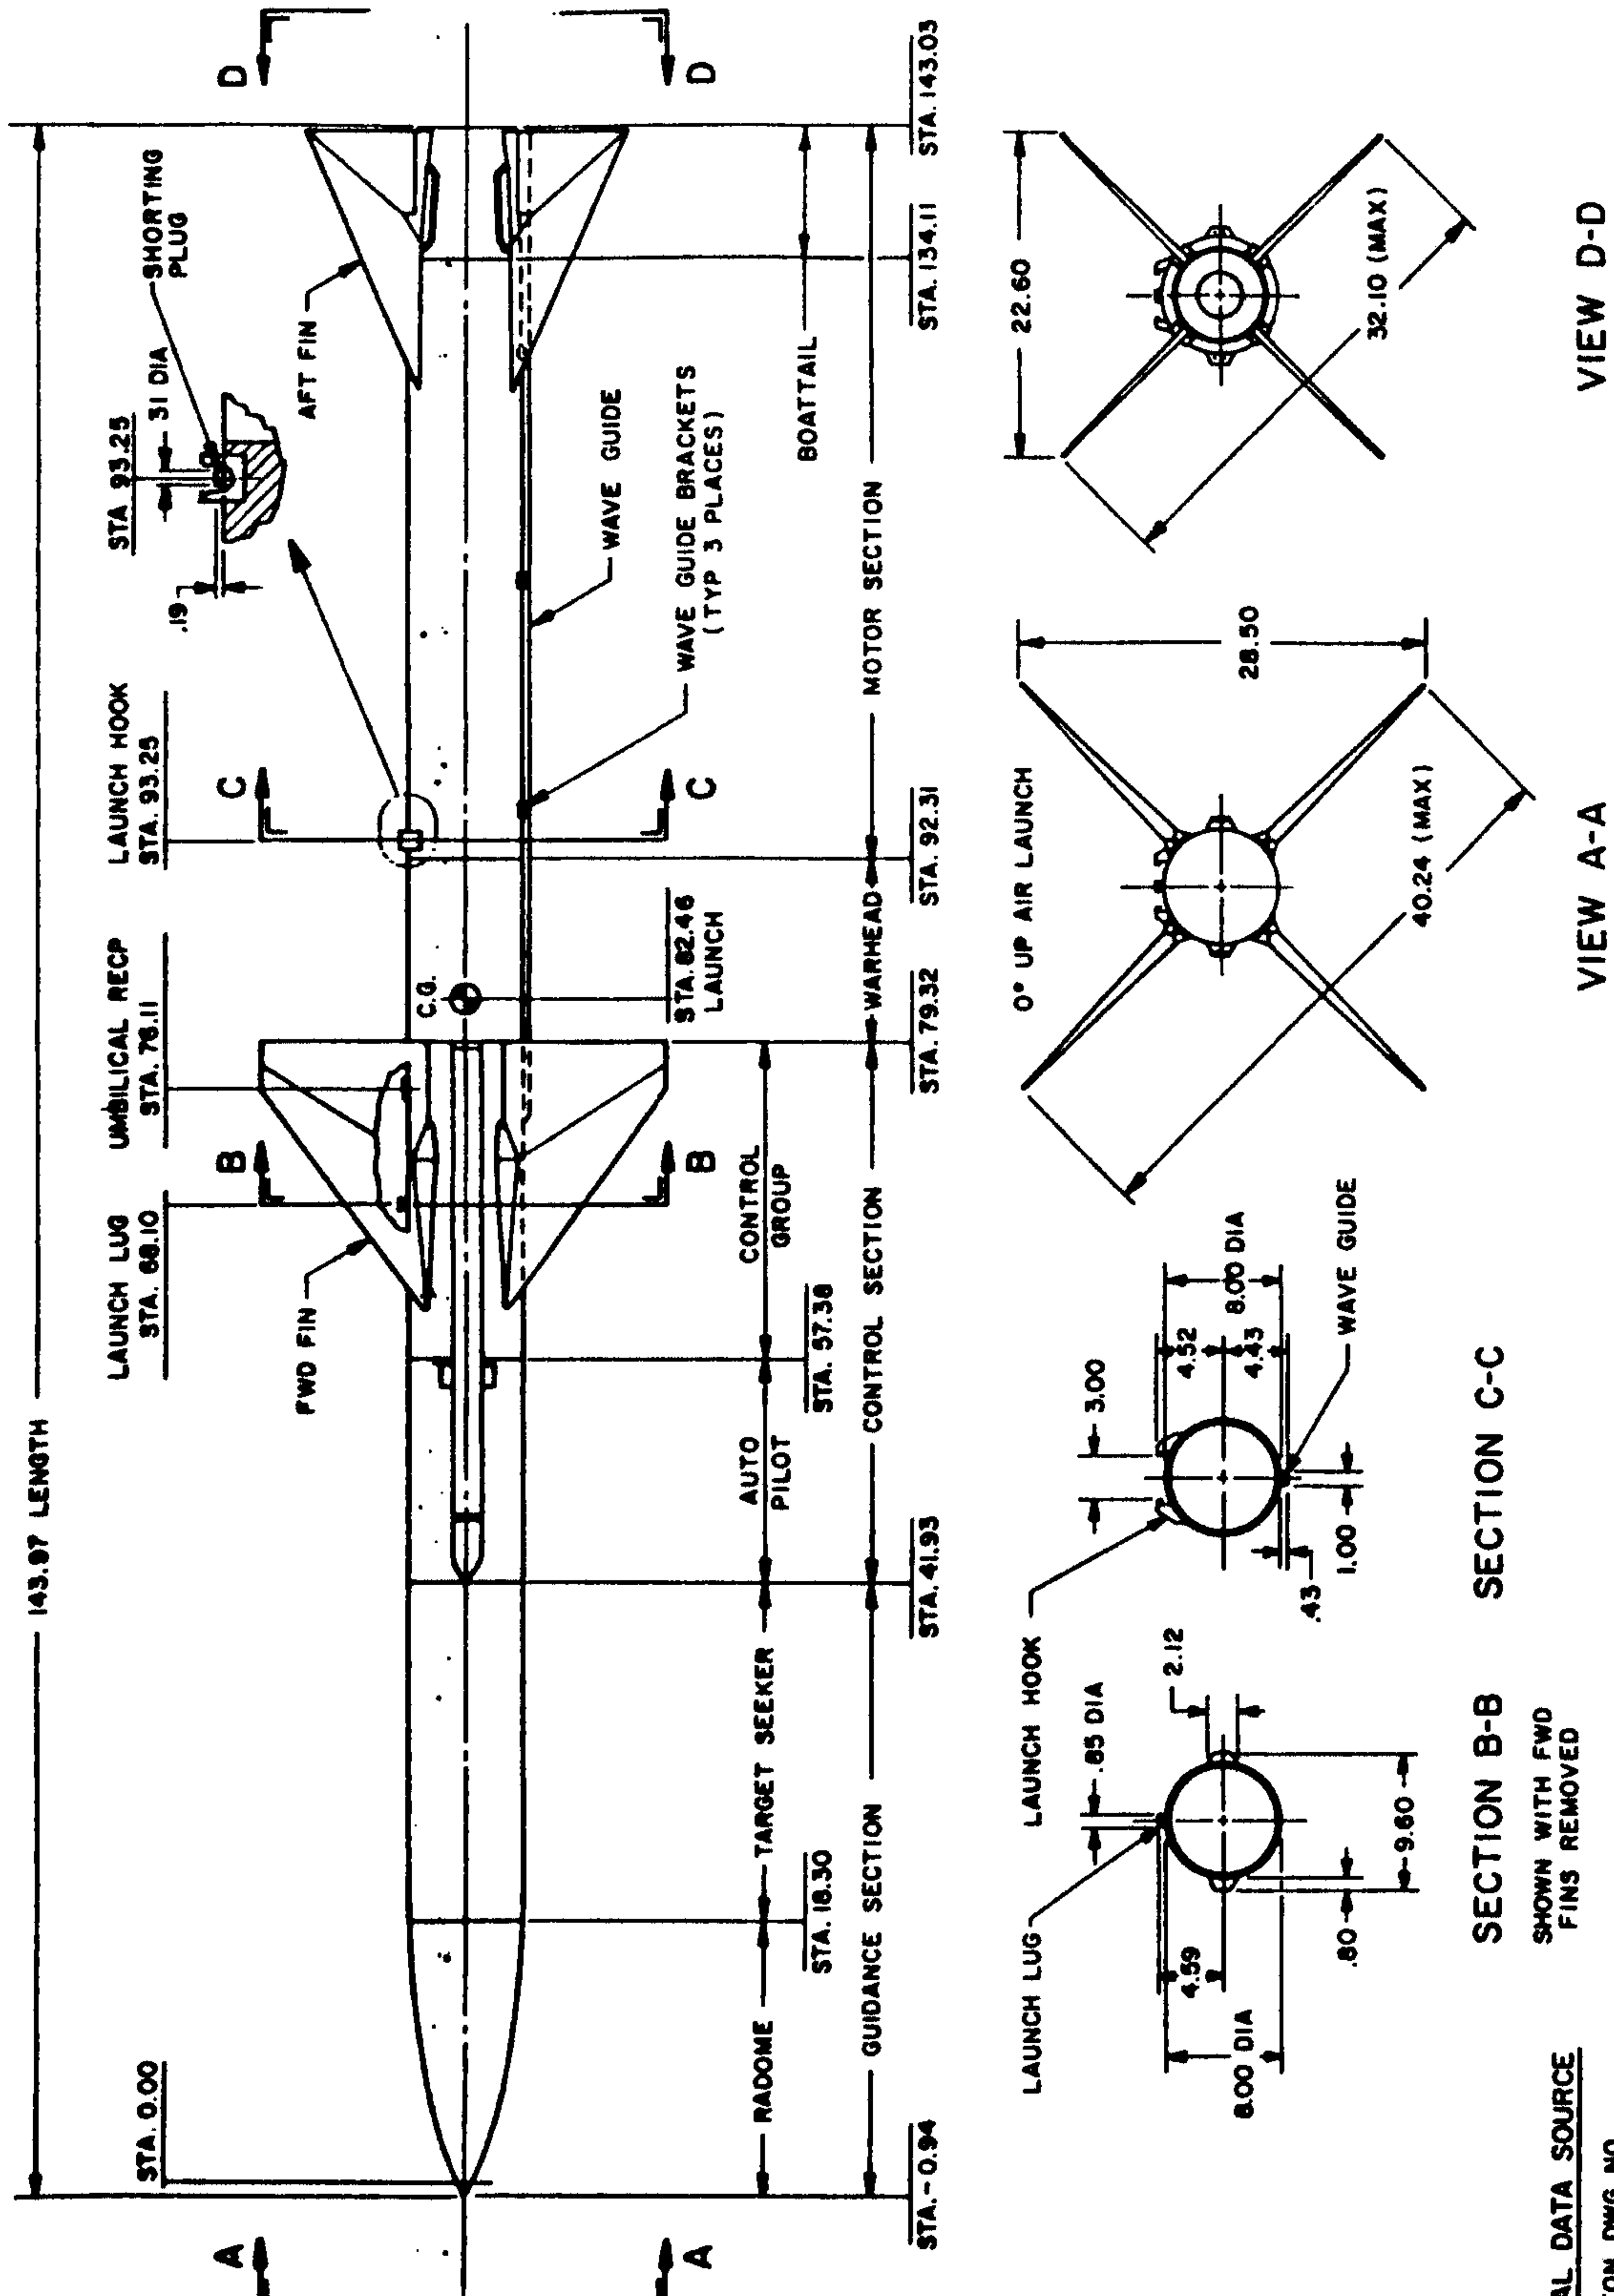 143.97 LENGTH
STA. 0.00
LAUNCH LUG
STA. 68.10
UMBILICAL RECP
STA. 76.11
LAUNCH HOOK
STA. 93.25
STA 93.25
.31 DIA
SHORTING
PLUG
.19
A
B
C
D
FWD FIN
AFT FIN
C.G.
STA. 82.46
LAUNCH
WAVE GUIDE
WAVE GUIDE BRACKETS
(TYP 3 PLACES)
A
B
C
D
RADOME
TARGET SEEKER
AUTO
PILOT
CONTROL
GROUP
BOATTAIL
STA. 18.30
STA. 57.38
GUIDANCE SECTION
CONTROL SECTION
WARHEAD
MOTOR SECTION
STA. -0.94
STA. 41.93
STA. 79.32
STA. 92.31
STA. 134.11
STA. 143.03
LAUNCH LUG
.85 DIA
2.12
4.59
8.00 DIA
.80
9.60
SECTION B-B
SHOWN WITH FWD
FINS REMOVED
LAUNCH HOOK
3.00
4.52
4.43
8.00 DIA
.43
1.00
WAVE GUIDE
SECTION C-C
0° UP AIR LAUNCH
28.50
40.24 (MAX)
VIEW A-A
22.60
32.10 (MAX)
VIEW D-D
DATA SOURCE
DWG NO